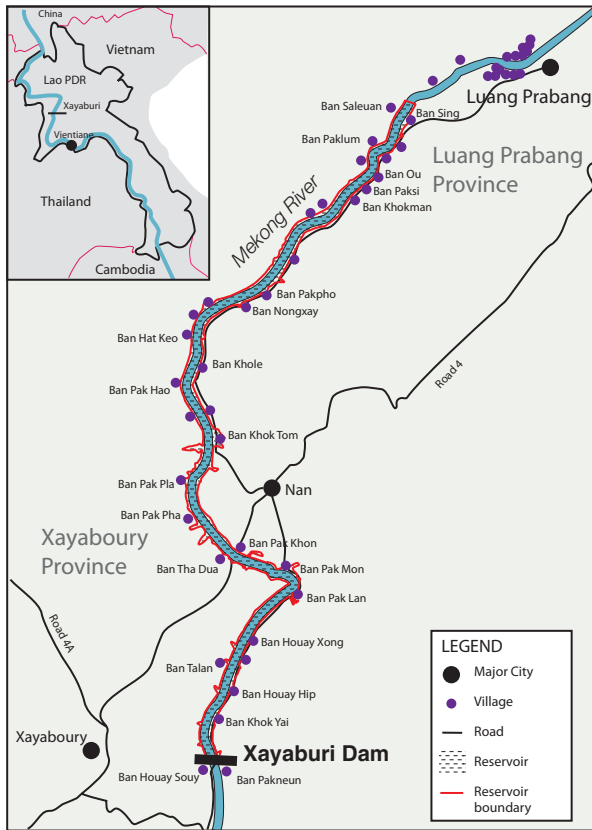 China
Vietnam
Lao PDR
Xayaburi
Vientiane
Thailand
Cambodia
Luang Prabang
Ban Saleuan
Ban Sing
Ban Paklum
Luang Prabang
Province
Ban Ou
Ban Paksi
Ban Khokman
Mekong River
Ban Pakpho
Ban Nongxay
Ban Hat Keo
Ban Khole
Ban Pak Hao
Road 4
Ban Khok Tom
Ban Pak Pla
Nan
Ban Pak Pha
Xayaboury
Province
Ban Pak Khon
Ban Tha Dua
Ban Pak Mon
Ban Pak Lan
Road 4A
Ban Houay Xong
Ban Talan
Ban Houay Hip
Ban Khok Yai
Xayaboury
Xayaburi Dam
Ban Houay Souy
Ban Pakneun
LEGEND
Major City
Village
Road
Reservoir
Reservoir
boundary